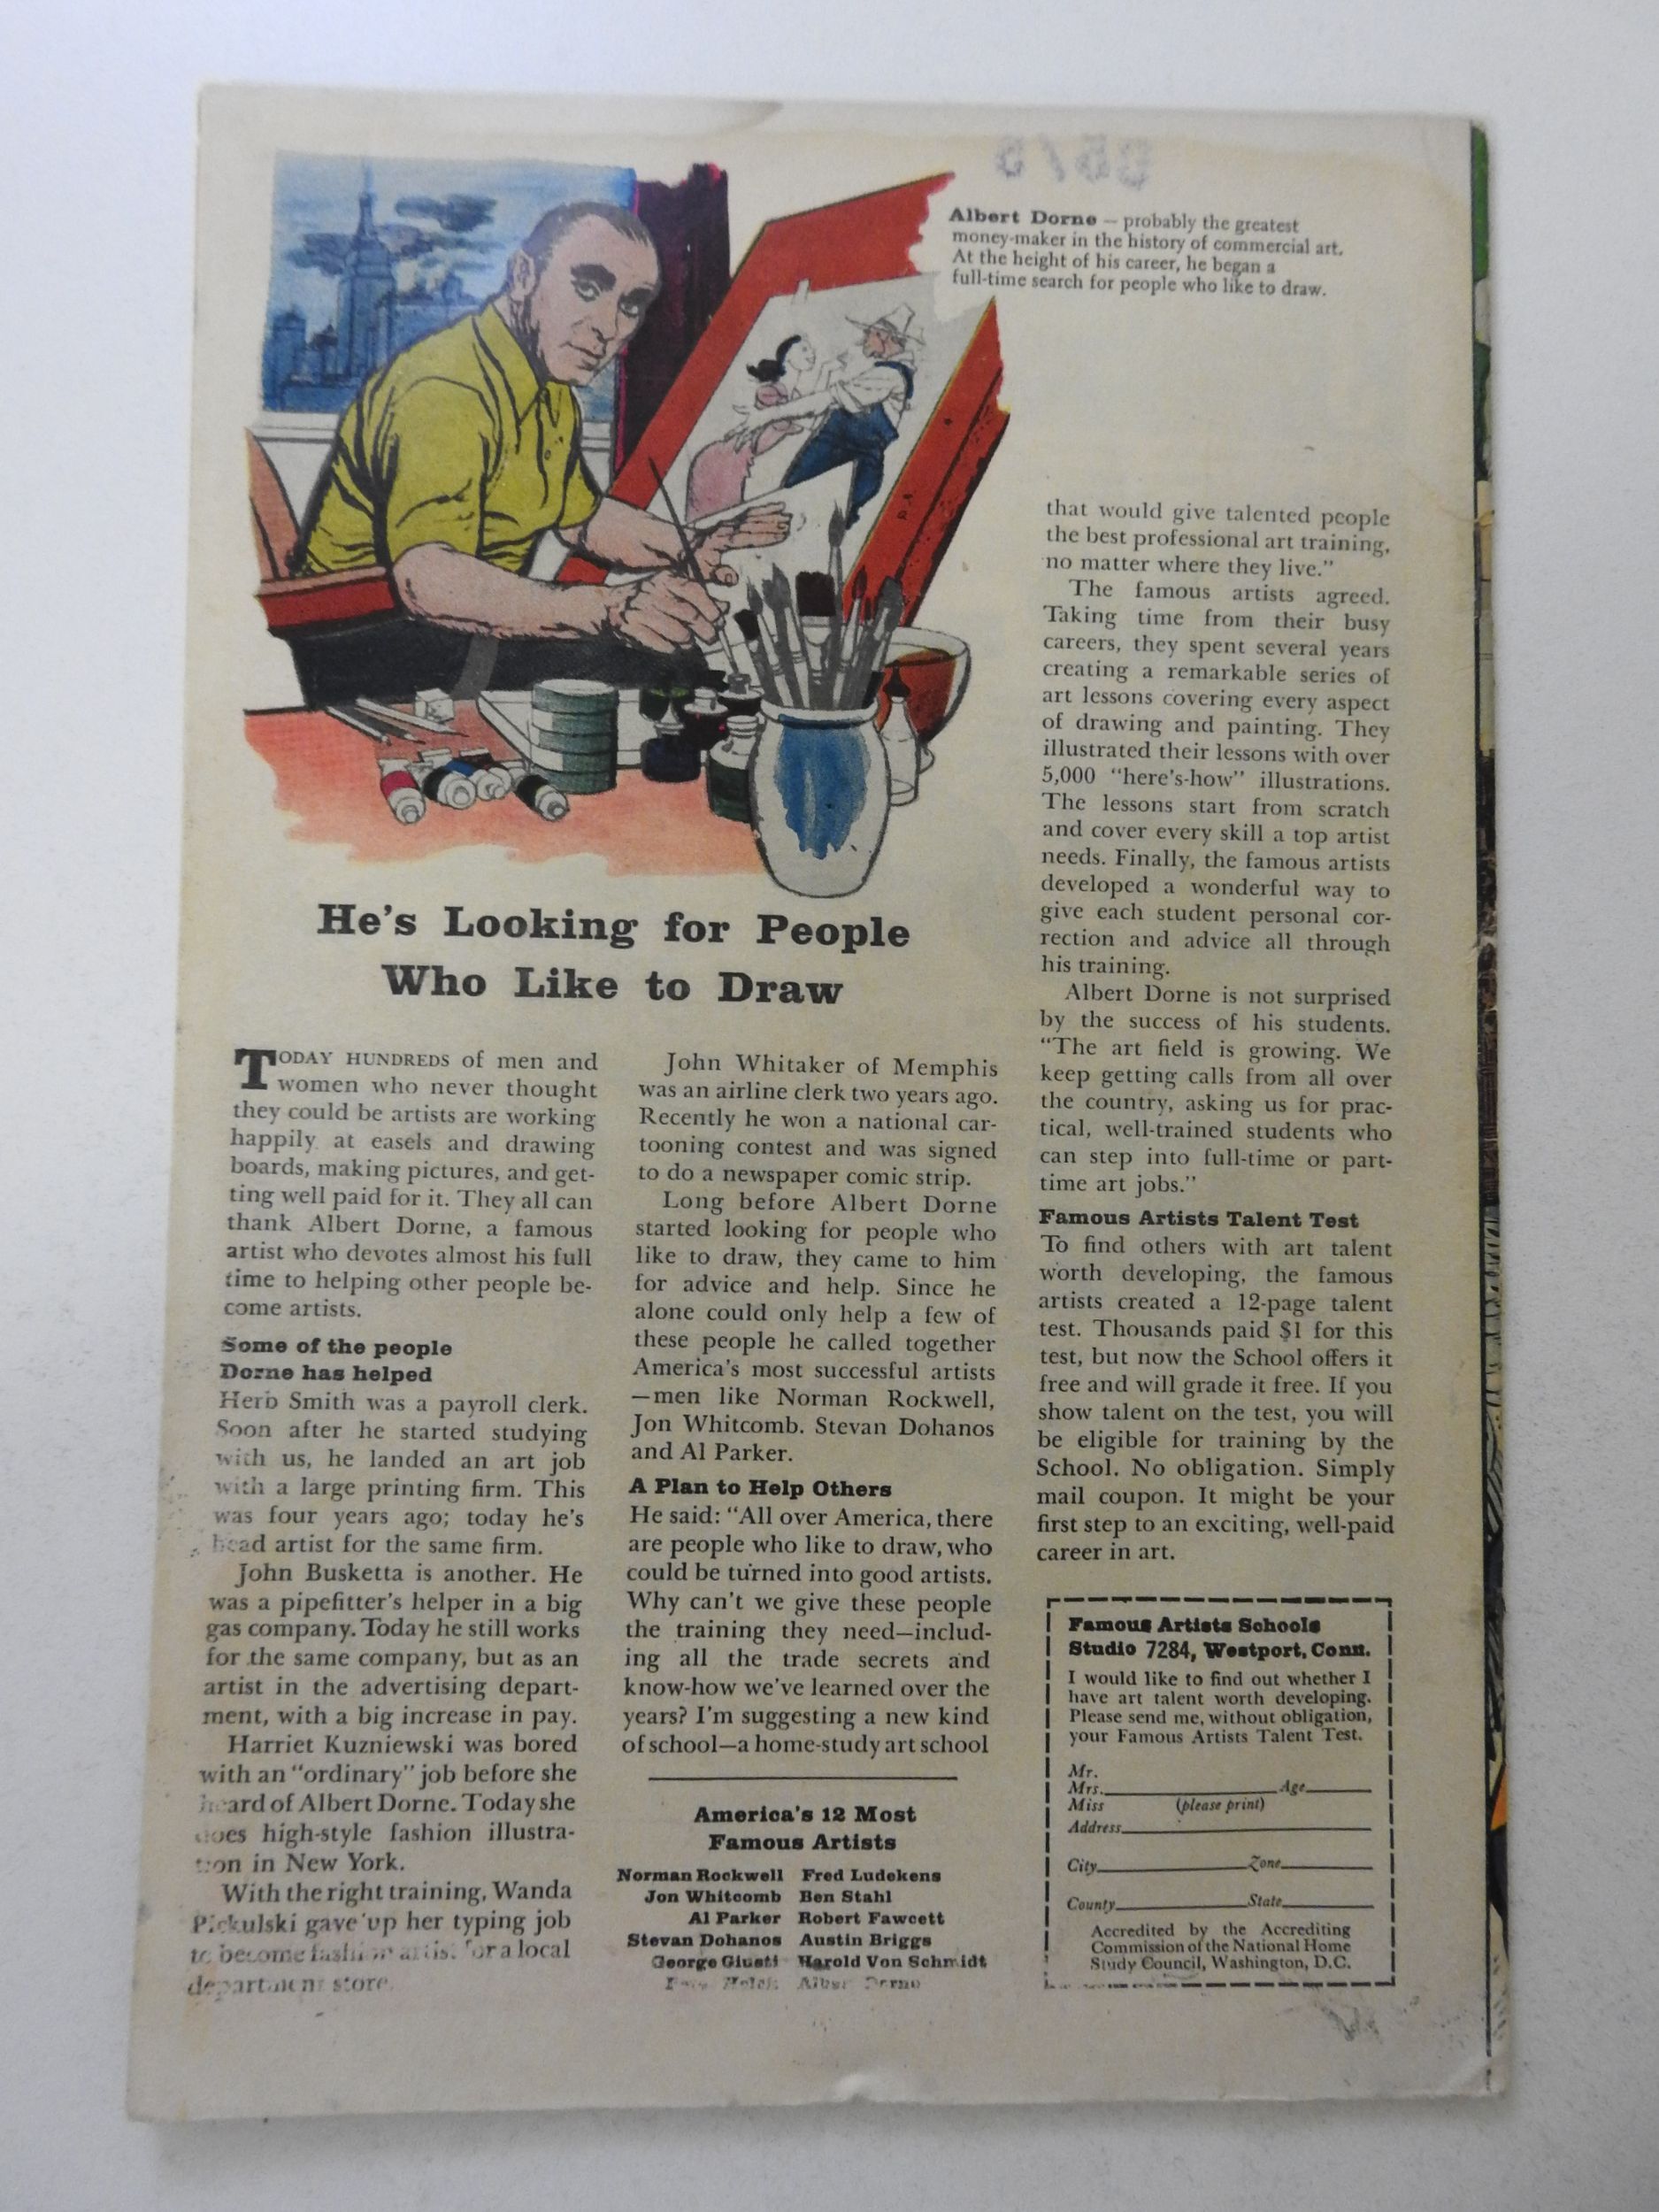 Albert Dorne — probably the greatest
money-maker in the history of commercial art.
At the height of his career, he began a
full-time search for people who like to draw.
He's Looking for People
Who Like to Draw
TODAY HUNDREDS of men and
women who never thought
they could be artists are working
happily at easels and drawing
boards, making pictures, and get-
ting well paid for it. They all can
thank Albert Dorne, a famous
artist who devotes almost his full
time to helping other people be-
come artists.
Some of the people
Dorne has helped
Herb Smith was a payroll clerk.
Soon after he started studying
with us, he landed an art job
with a large printing firm. This
was four years ago; today he's
head artist for the same firm.
John Busketta is another. He
was a pipefitter's helper in a big
gas company. Today he still works
for the same company, but as an
artist in the advertising depart-
ment, with a big increase in pay.
Harriet Kuzniewski was bored
with an "ordinary" job before she
heard of Albert Dorne. Today she
does high-style fashion illustra-
tion in New York.
With the right training, Wanda
Pickulski gave up her typing job
to become fashion artist for a local
department store.
John Whitaker of Memphis
was an airline clerk two years ago.
Recently he won a national car-
tooning contest and was signed
to do a newspaper comic strip.
Long before Albert Dorne
started looking for people who
like to draw, they came to him
for advice and help. Since he
alone could only help a few of
these people he called together
America's most successful artists
—men like Norman Rockwell,
Jon Whitcomb. Stevan Dohanos
and Al Parker.
A Plan to Help Others
He said: "All over America, there
are people who like to draw, who
could be turned into good artists.
Why can't we give these people
the training they need—includ-
ing all the trade secrets and
know-how we've learned over the
years? I'm suggesting a new kind
of school—a home-study art school
America's 12 Most
Famous Artists
Norman Rockwell Fred Ludekens
Jon Whitcomb Ben Stahl
Al Parker Robert Fawcett
Stevan Dohanos Austin Briggs
George Giusti Harold Von Schmidt
Albert Dorne
that would give talented people
the best professional art training,
no matter where they live."
The famous artists agreed.
Taking time from their busy
careers, they spent several years
creating a remarkable series of
art lessons covering every aspect
of drawing and painting. They
illustrated their lessons with over
5,000 "here's-how" illustrations.
The lessons start from scratch
and cover every skill a top artist
needs. Finally, the famous artists
developed a wonderful way to
give each student personal cor-
rection and advice all through
his training.
Albert Dorne is not surprised
by the success of his students.
"The art field is growing. We
keep getting calls from all over
the country, asking us for prac-
tical, well-trained students who
can step into full-time or part-
time art jobs."
Famous Artists Talent Test
To find others with art talent
worth developing, the famous
artists created a 12-page talent
test. Thousands paid $1 for this
test, but now the School offers it
free and will grade it free. If you
show talent on the test, you will
be eligible for training by the
School. No obligation. Simply
mail coupon. It might be your
first step to an exciting, well-paid
career in art.
Famous Artists Schools
Studio 7284, Westport, Conn.
I would like to find out whether I
have art talent worth developing.
Please send me, without obligation,
your Famous Artists Talent Test.
Mr.
Mrs. Age
Miss (please print)
Address
City Zone
County State
Accredited by the Accrediting
Commission of the National Home
Study Council, Washington, D.C.